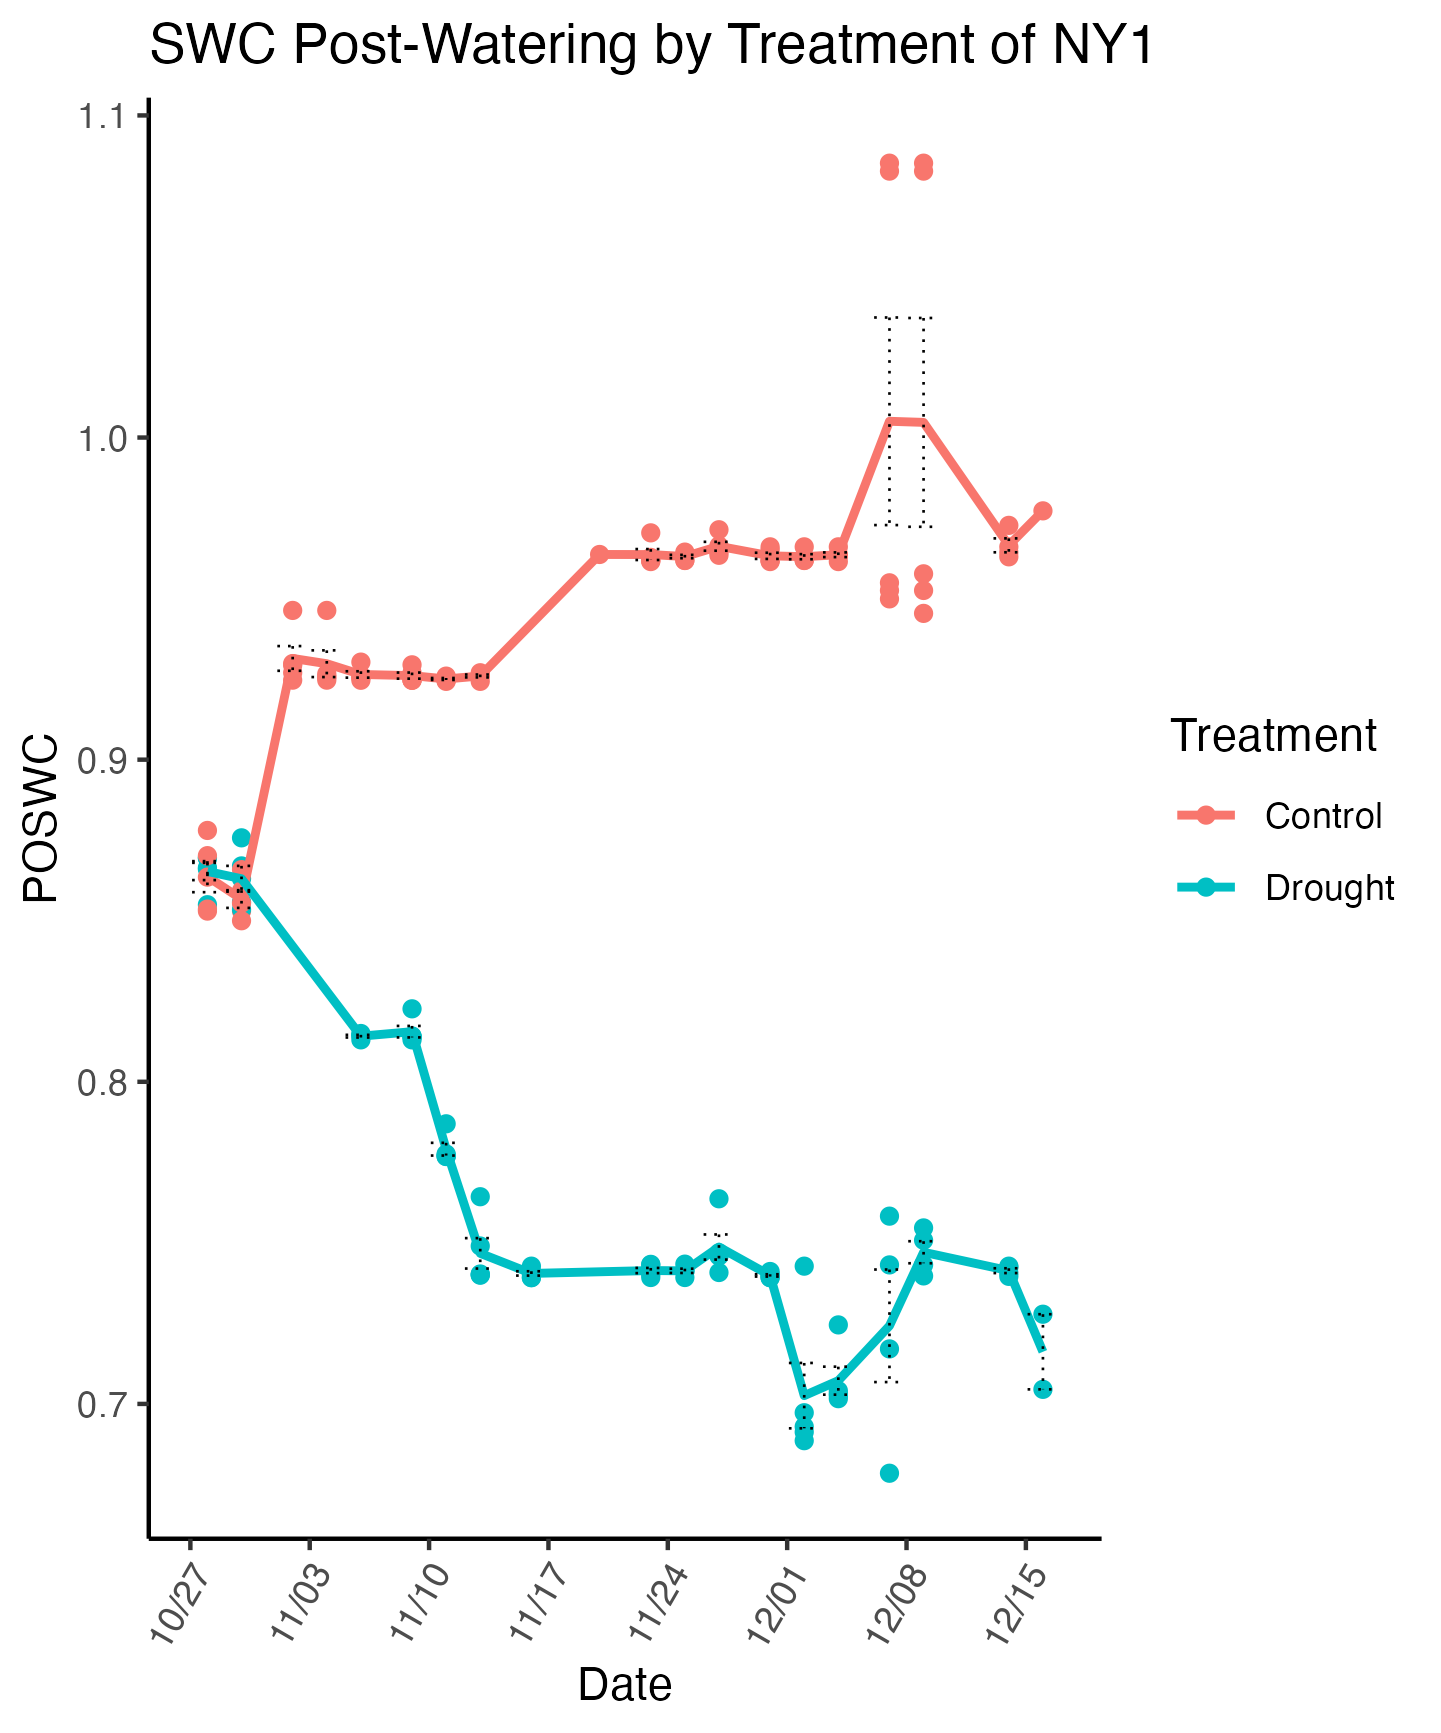 SWC Post-Watering by Treatment of NY1
1.1
1.0
0.9
0.8
0.7
POSWC
10/27
11/03
11/10
11/17
11/24
12/01
12/08
12/15
Date
Treatment
Control
Drought